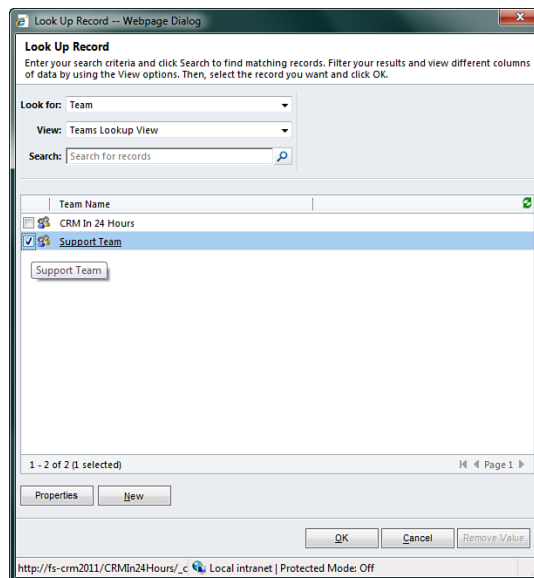 Look Up Record -- Webpage Dialog
Look Up Record
Enter your search criteria and click Search to find matching records. Filter your results and view different columns
of data by using the View options. Then, select the record you want and click OK.
Look for: Team
View: Teams Lookup View
Search: Search for records
Team Name
CRM In 24 Hours
Support Team
Support Team
1 - 2 of 2 (1 selected) Page 1
Properties New
OK Cancel Remove Value
http://fs-crm2011/CRMIn24Hours/_c Local intranet | Protected Mode: Off